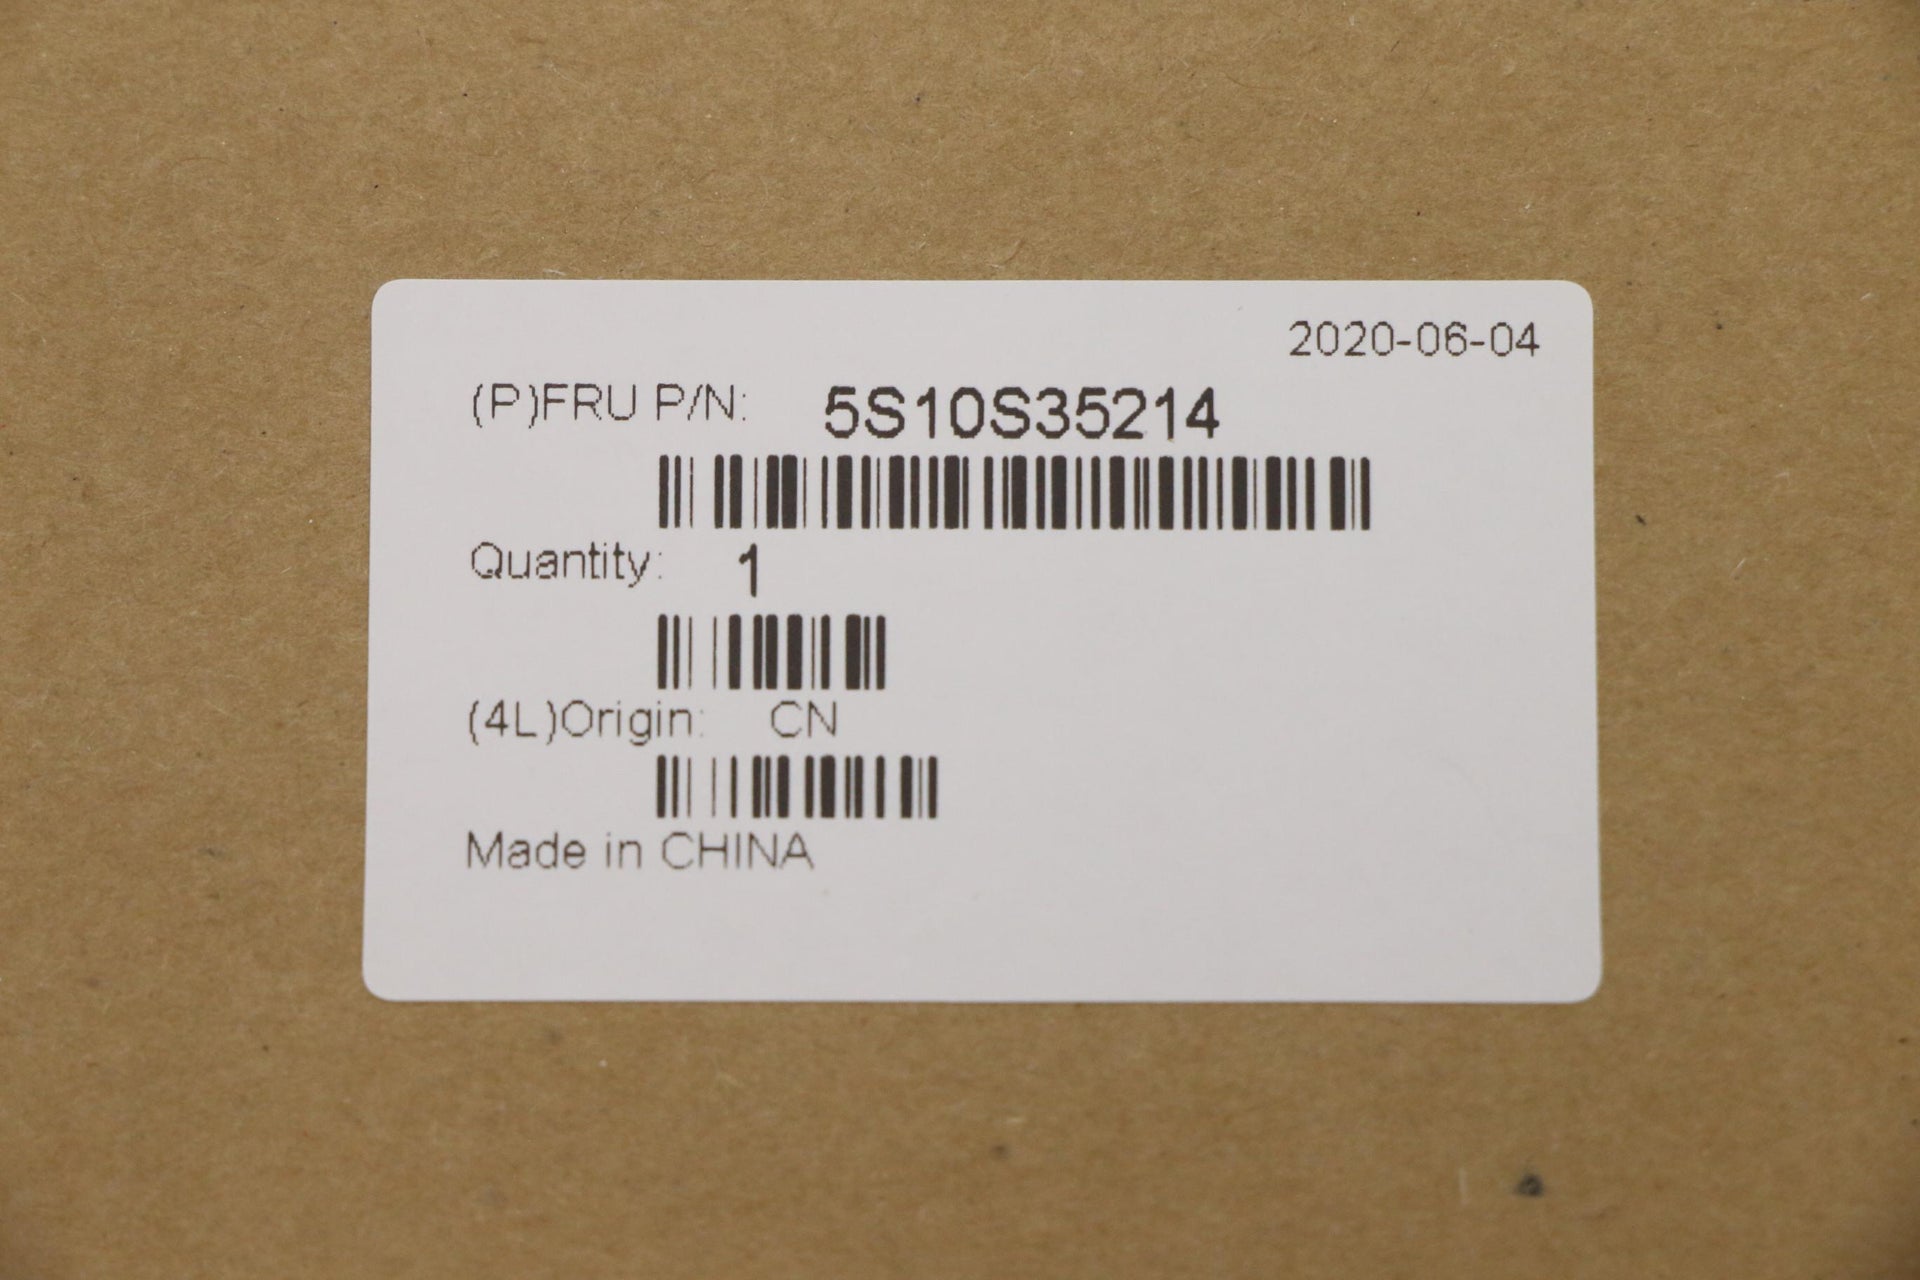 2020-06-04
(P)FRU P/N: 5S10S35214
Quantity: 1
(4L)Origin: CN
Made in CHINA